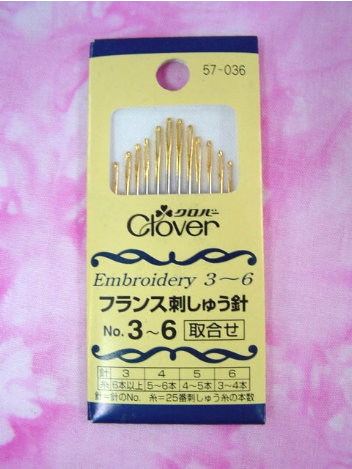 57-036
クロバー
Clover
Embroidery 3~6
フランス刺しゅう針
No. 3~6 取合せ
針 3 4 5 6
糸 6本以上 5~6本 4~5本 3~4本
針=針のNo. 糸=25番刺しゅう糸の本数